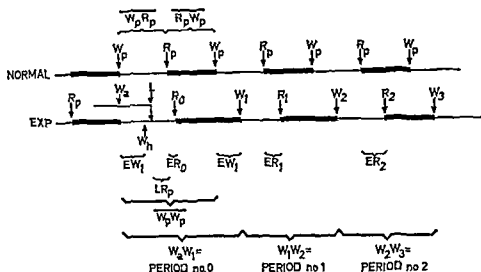 WpRp RpWp
Wp Rp Wp Rp Wp Rp Wp
NORMAL
Rp Wa R0 W1 R1 W2 R2 W3
EXP
Wh
EW1 ER0 EW1 ER1 ER2
LRp
WpWp
WaW1= W1W2= W2W3=
PERIOD no.0 PERIOD no 1 PERIOD no 2